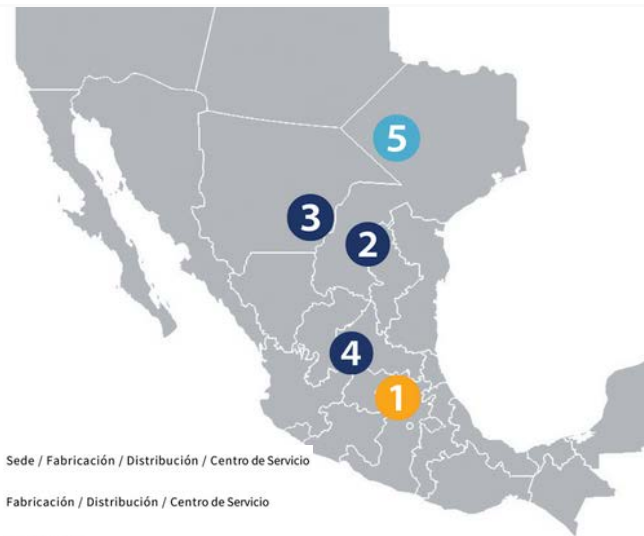 5
3
2
4
1
Sede / Fabricación / Distribución / Centro de Servicio
Fabricación / Distribución / Centro de Servicio